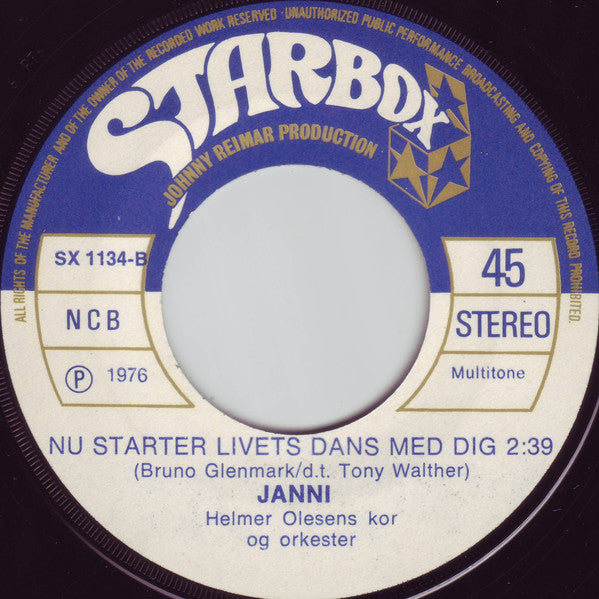 ALL RIGHTS OF THE MANUFACTURER AND OF THE OWNER OF THE RECORDED WORK RESERVED · UNAUTHORIZED PUBLIC PERFORMANCE BROADCASTING AND COPYING OF THIS RECORD PROHIBITED.
STARBOX
JOHNNY REIMAR PRODUCTION
SX 1134-B
NCB
Ⓟ 1976
45
STEREO
Multitone
NU STARTER LIVETS DANS MED DIG 2:39
(Bruno Glenmark/d.t. Tony Walther)
JANNI
Helmer Olesens kor
og orkester